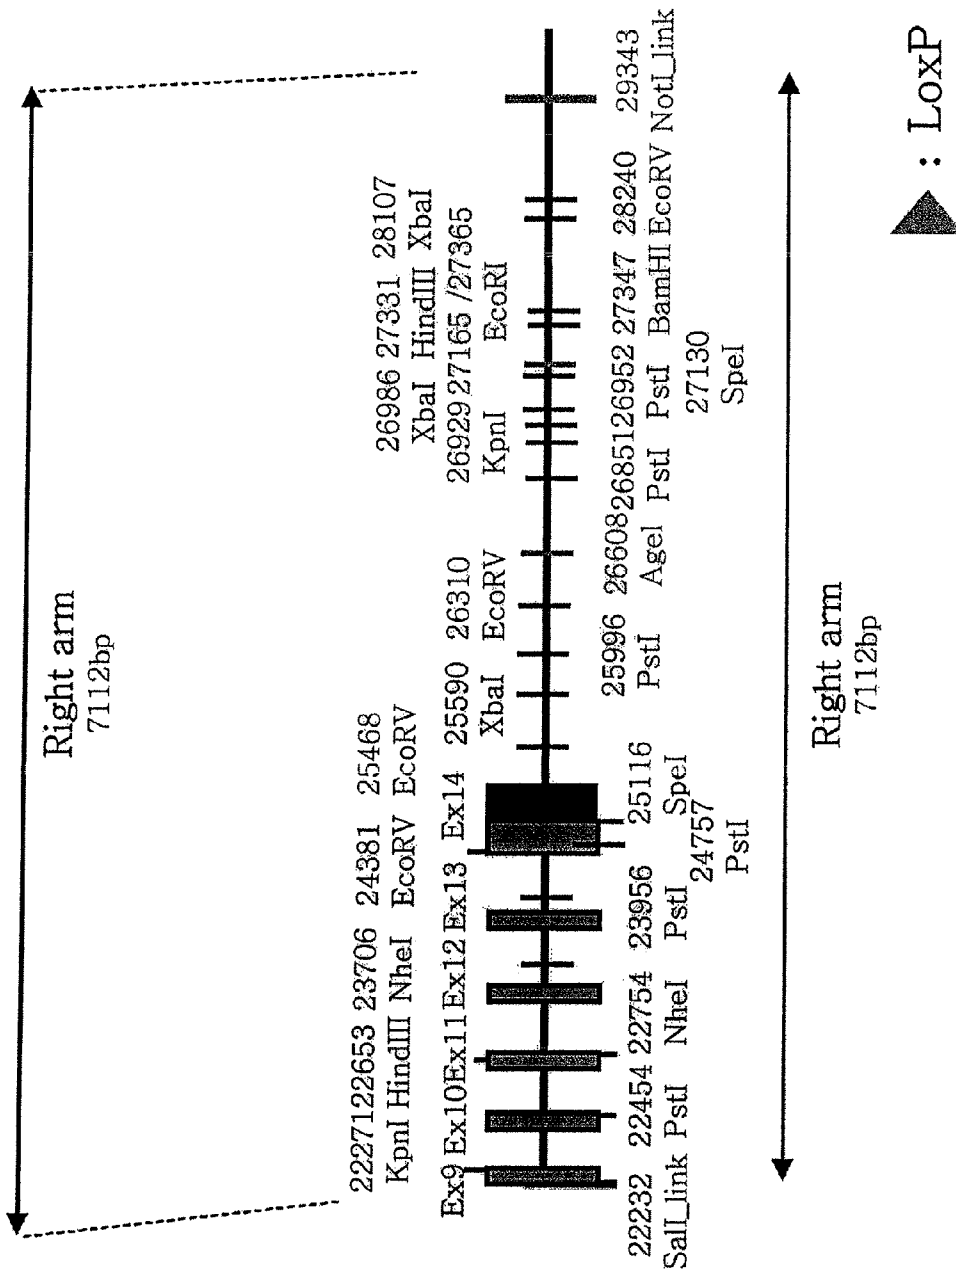 Right arm
7112bp
26986 27331 28107
XbaI HindIII XbaI
22271 22653 23706 24381 25468
KpnI HindIII NheI EcoRV EcoRV
25590 26310 26929 27165 /27365
XbaI EcoRV KpnI EcoRI
Ex9 Ex10 Ex11 Ex12 Ex13 Ex14
22232 22454 22754 23956 25116 25996 26608 26851 26952 27347 28240 29343
SalI_link PstI NheI PstI SpeI PstI AgeI PstI PstI BamHI EcoRV NotI_link
24757 27130
PstI SpeI
Right arm
7112bp
: LoxP